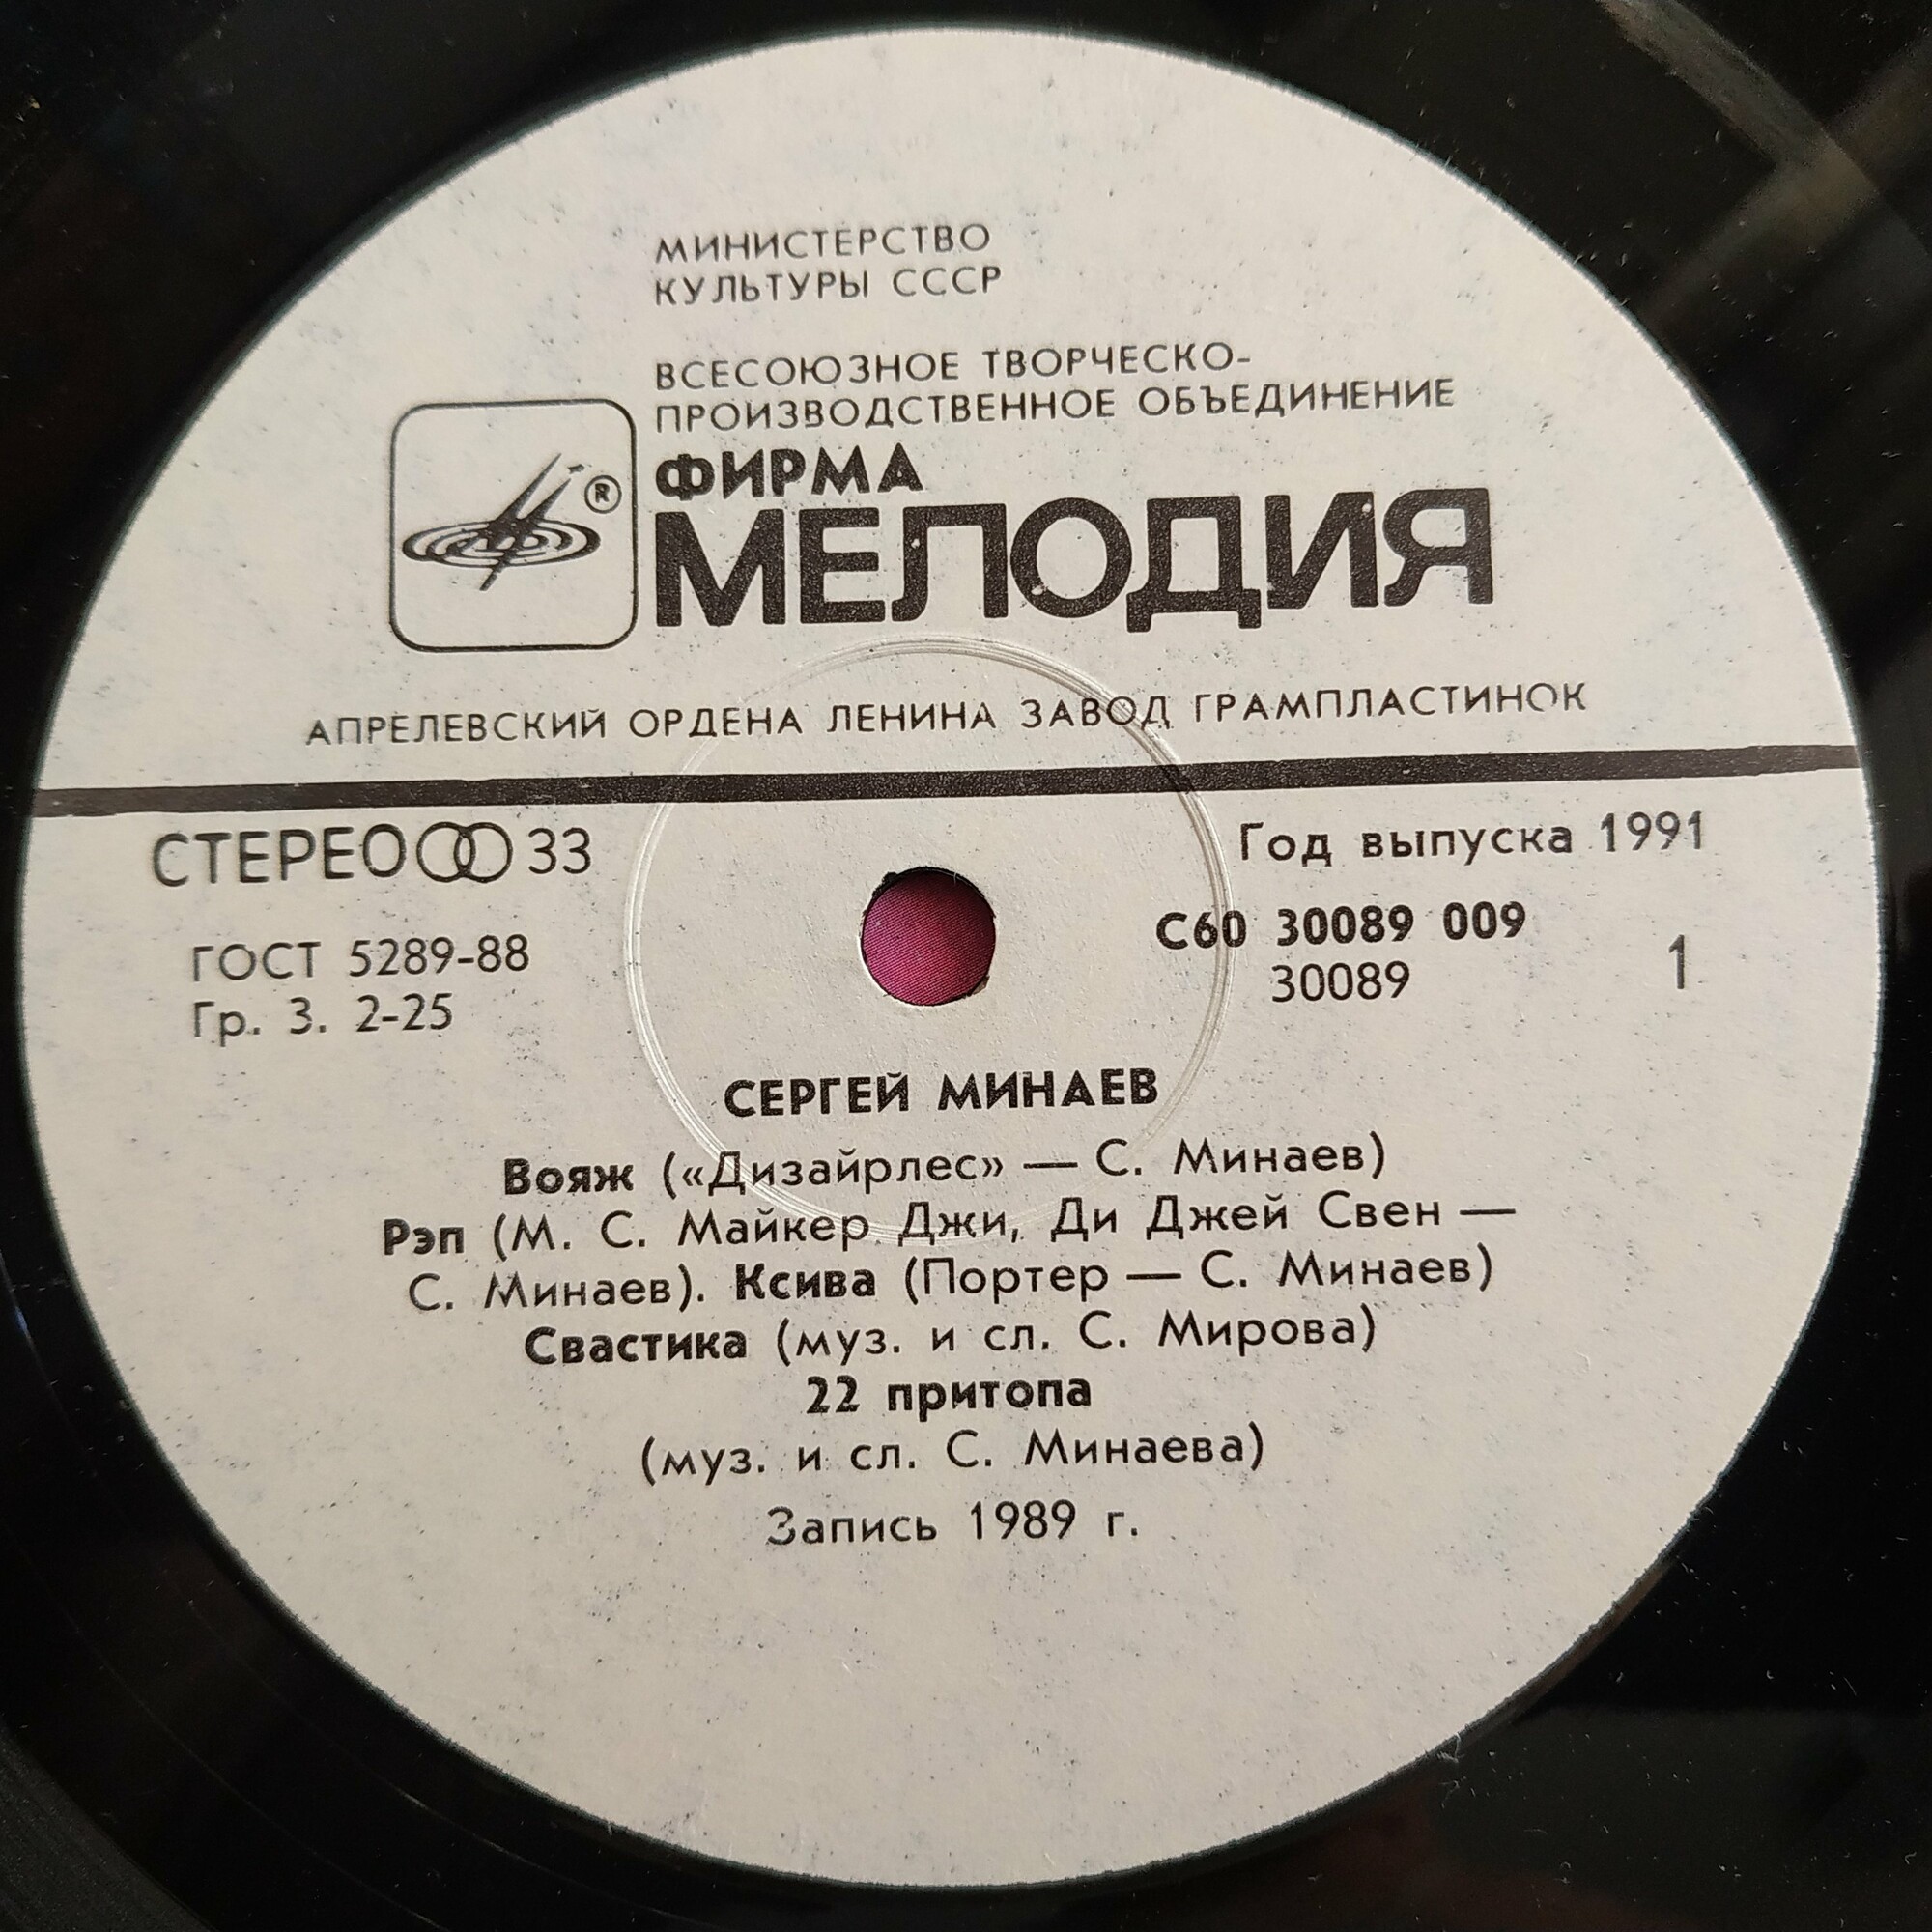 МИНИСТЕРСТВО
КУЛЬТУРЫ СССР
ВСЕСОЮЗНОЕ ТВОРЧЕСКО-
ПРОИЗВОДСТВЕННОЕ ОБЪЕДИНЕНИЕ
®
ФИРМА
МЕЛОДИЯ
АПРЕЛЕВСКИЙ ОРДЕНА ЛЕНИНА ЗАВОД ГРАМПЛАСТИНОК
СТЕРЕО 33
Год выпуска 1991
ГОСТ 5289-88
Гр. 3. 2-25
С60 30089 009
30089
1
СЕРГЕЙ МИНАЕВ
Вояж («Дизайрлес» — С. Минаев)
Рэп (М. С. Майкер Джи, Ди Джей Свен —
С. Минаев). Ксива (Портер — С. Минаев)
Свастика (муз. и сл. С. Мирова)
22 притопа
(муз. и сл. С. Минаева)
Запись 1989 г.